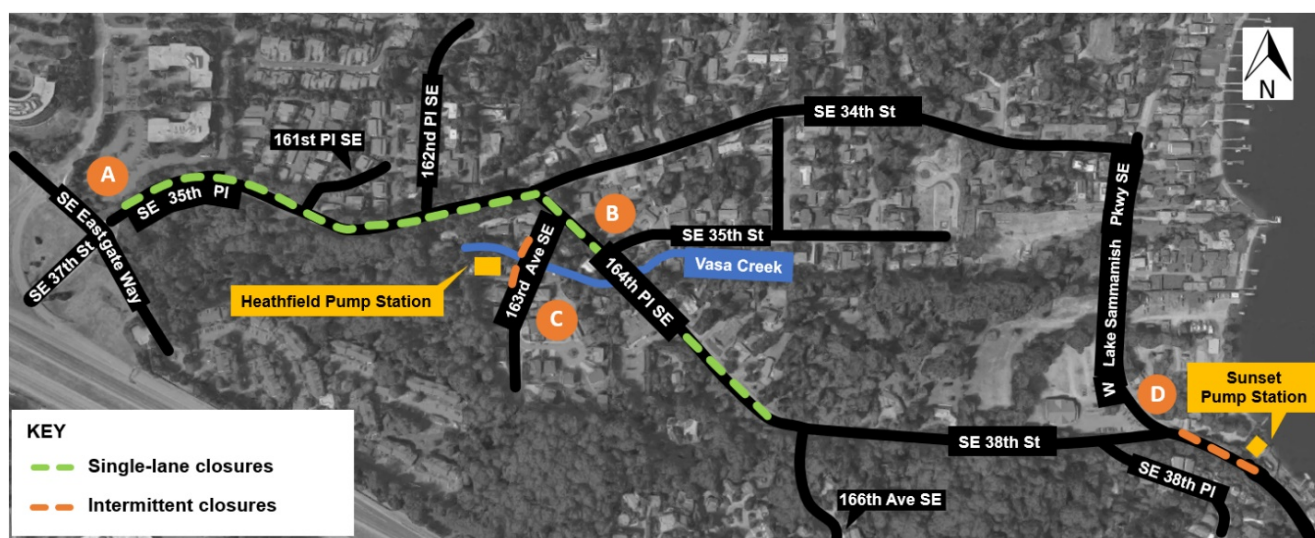 N
161st Pl SE
162nd Pl SE
SE 34th St
A
SE 35th Pl
SE Eastgate Way
SE 37th St
B
SE 35th St
Vasa Creek
163rd Ave SE
164th Pl SE
Heathfield Pump Station
C
W Lake Sammamish Pkwy SE
D
Sunset
Pump Station
SE 38th St
SE 38th Pl
166th Ave SE
KEY
Single-lane closures
Intermittent closures